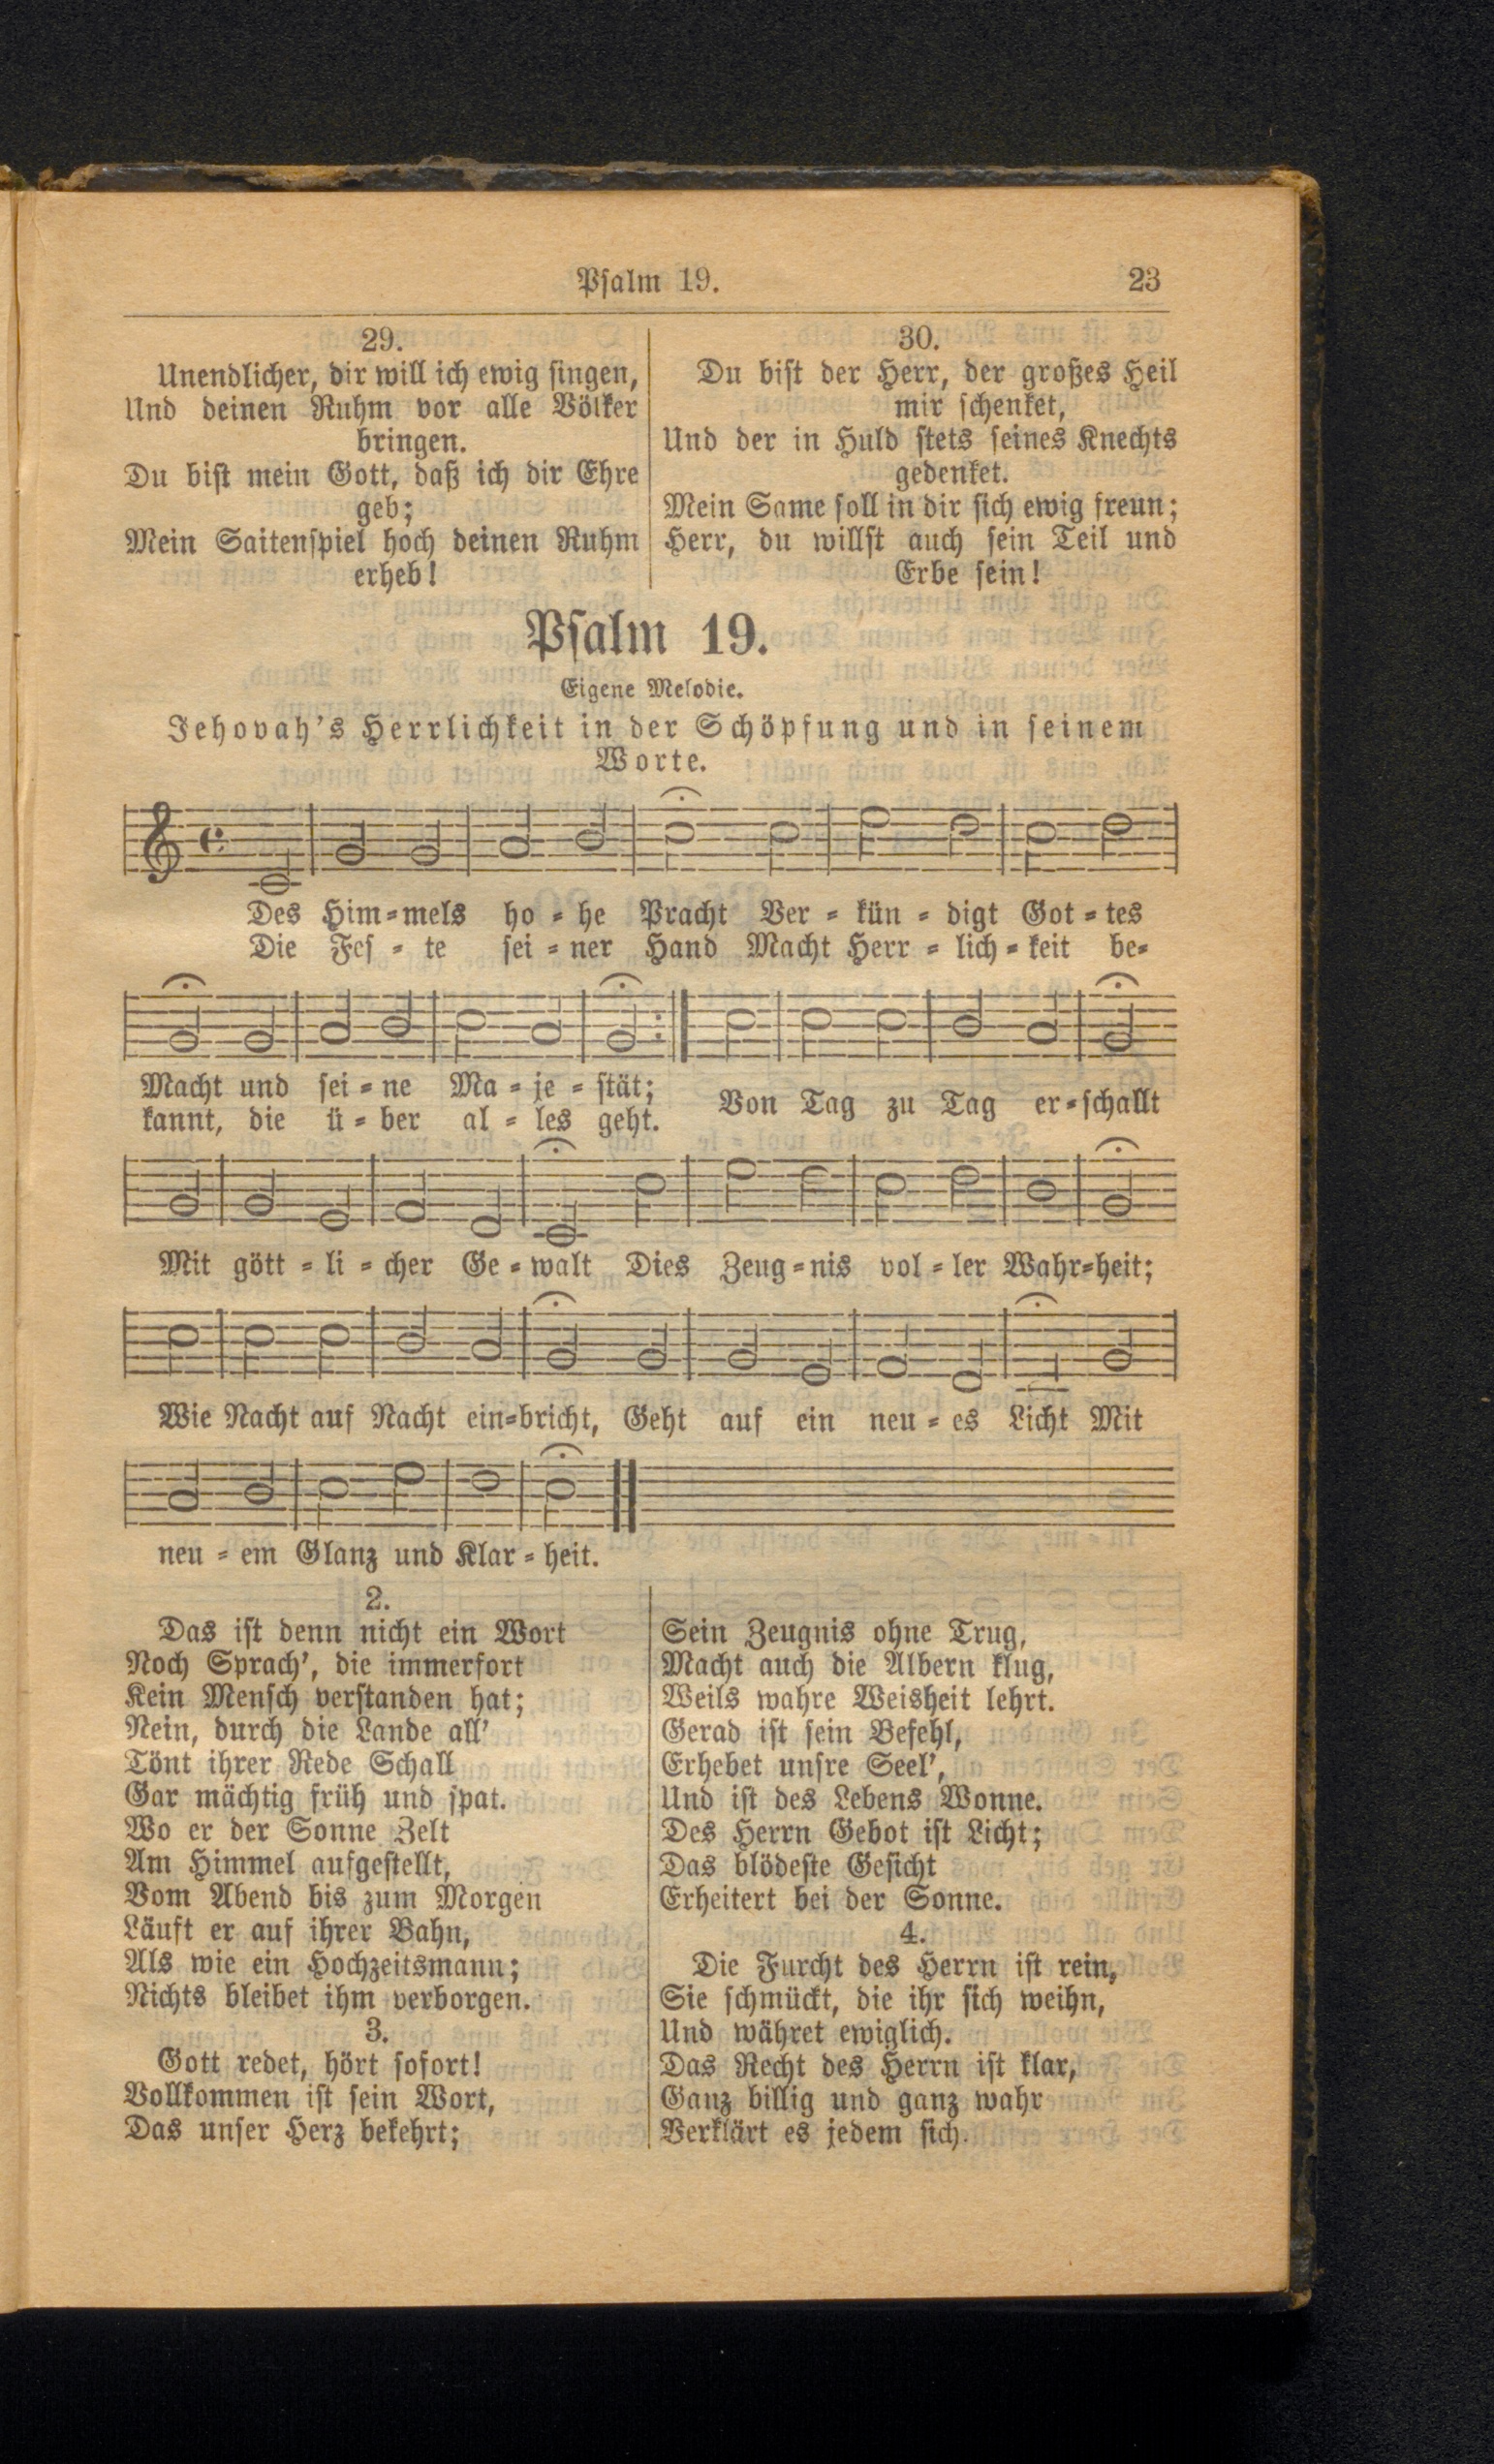 Psalm 19. 23
29.
Unendlicher, dir will ich ewig singen,
Und deinen Ruhm vor alle Völker
bringen.
Du bist mein Gott, daß ich dir Ehre
geb;
Mein Saitenspiel hoch deinen Ruhm
erheb!
30.
Du bist der Herr, der großes Heil
mir schenket,
Und der in Huld stets seines Knechts
gedenket.
Mein Same soll in dir sich ewig freun;
Herr, du willst auch sein Teil und
Erbe sein!
Psalm 19.
Eigene Melodie.
Jehovah's Herrlichkeit in der Schöpfung und in seinem
Worte.
Des Him-mels ho-he Pracht Ver-kün-digt Got-tes
Die Fes-te sei-ner Hand Macht Herr-lich-keit be-
Macht und sei-ne Ma-je-stät;
kannt, die ü-ber al-les geht.
Von Tag zu Tag er-schallt
Mit gött-li-cher Ge-walt Dies Zeug-nis vol-ler Wahr-heit;
Wie Nacht auf Nacht ein-bricht, Geht auf ein neu-es Licht Mit
neu-em Glanz und Klar-heit.
2.
Das ist denn nicht ein Wort
Noch Sprach', die immerfort
Kein Mensch verstanden hat;
Nein, durch die Lande all'
Tönt ihrer Rede Schall
Gar mächtig früh und spat.
Wo er der Sonne Zelt
Am Himmel aufgestellt,
Vom Abend bis zum Morgen
Läuft er auf ihrer Bahn,
Als wie ein Hochzeitsmann;
Nichts bleibet ihm verborgen.
3.
Gott redet, hört sofort!
Vollkommen ist sein Wort,
Das unser Herz bekehrt;
Sein Zeugnis ohne Trug,
Macht auch die Albern klug,
Weils wahre Weisheit lehrt.
Gerad ist sein Befehl,
Erhebet unsre Seel',
Und ist des Lebens Wonne.
Des Herrn Gebot ist Licht;
Das blödeste Gesicht
Erheitert bei der Sonne.
4.
Die Furcht des Herrn ist rein,
Sie schmückt, die ihr sich weihn,
Und währet ewiglich.
Das Recht des Herrn ist klar,
Ganz billig und ganz wahr
Verklärt es jedem sich.